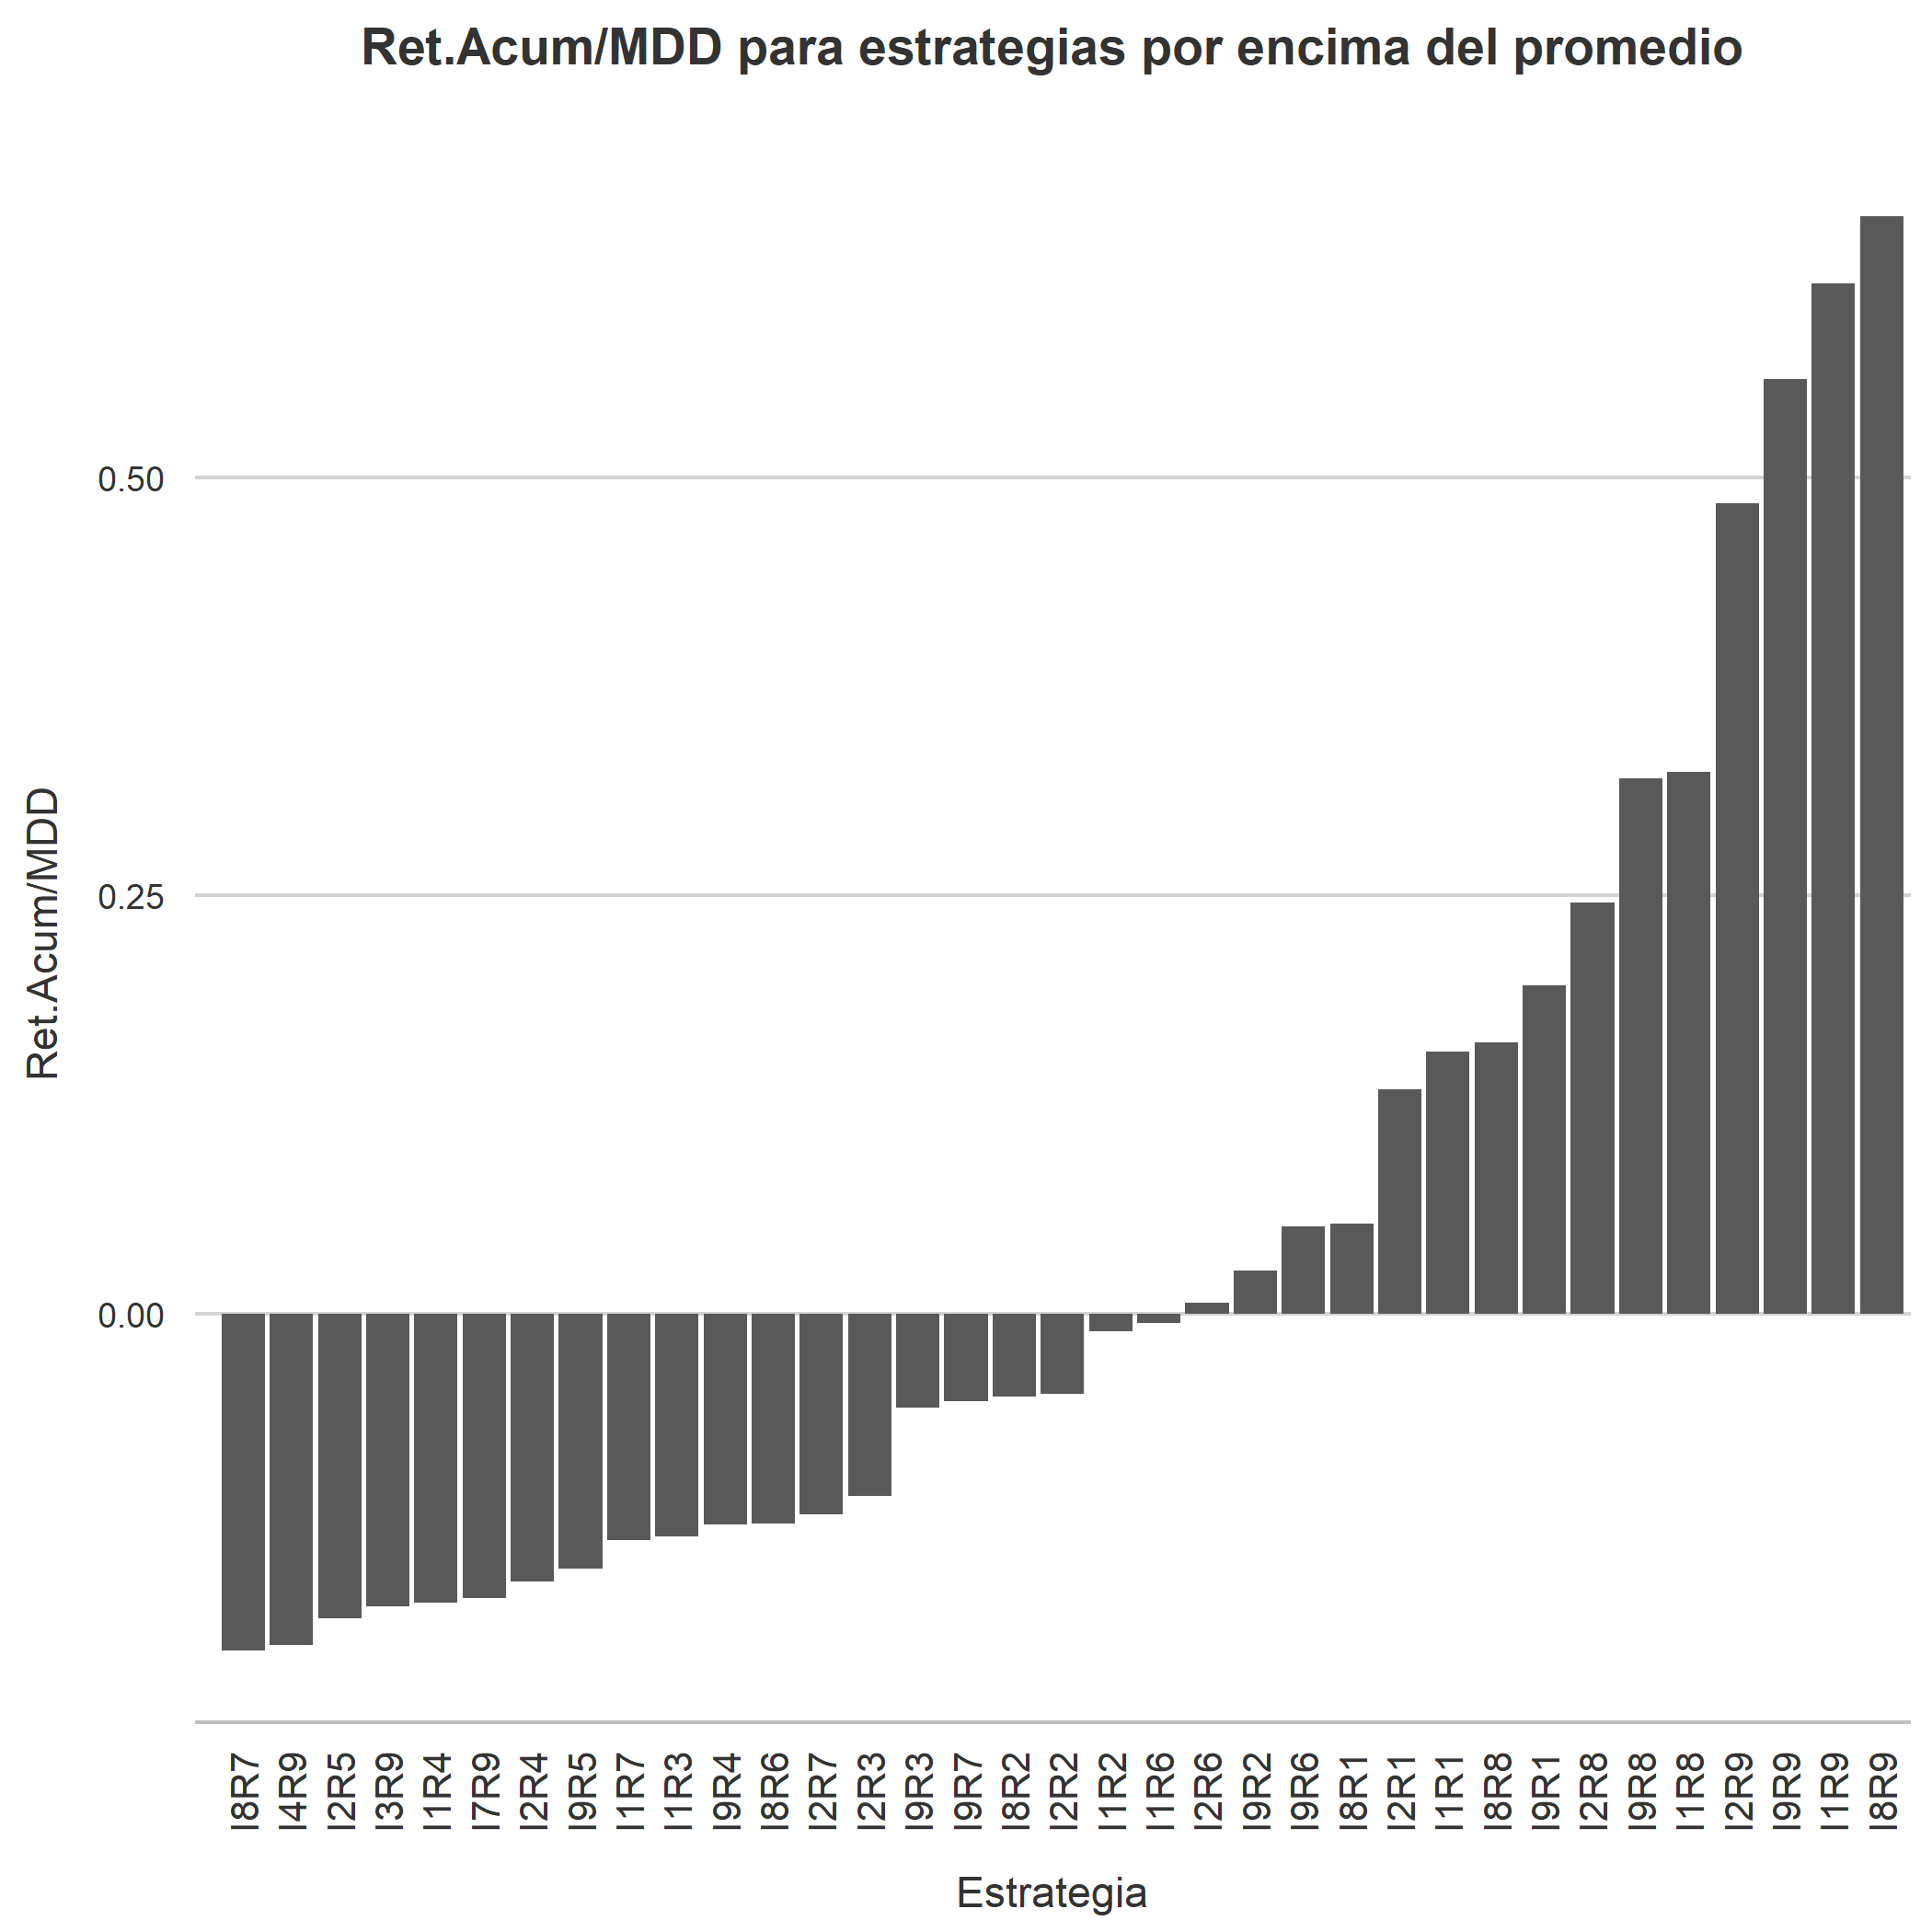 Ret.Acum/MDD para estrategias por encima del promedio
Ret.Acum/MDD
0.50
0.25
0.00
I8R7
I4R9
I2R5
I3R9
I1R4
I7R9
I2R4
I9R5
I1R7
I1R3
I9R4
I8R6
I2R7
I2R3
I9R3
I9R7
I8R2
I2R2
I1R2
I1R6
I2R6
I9R2
I9R6
I8R1
I2R1
I1R1
I8R8
I9R1
I2R8
I9R8
I1R8
I2R9
I9R9
I1R9
I8R9
Estrategia